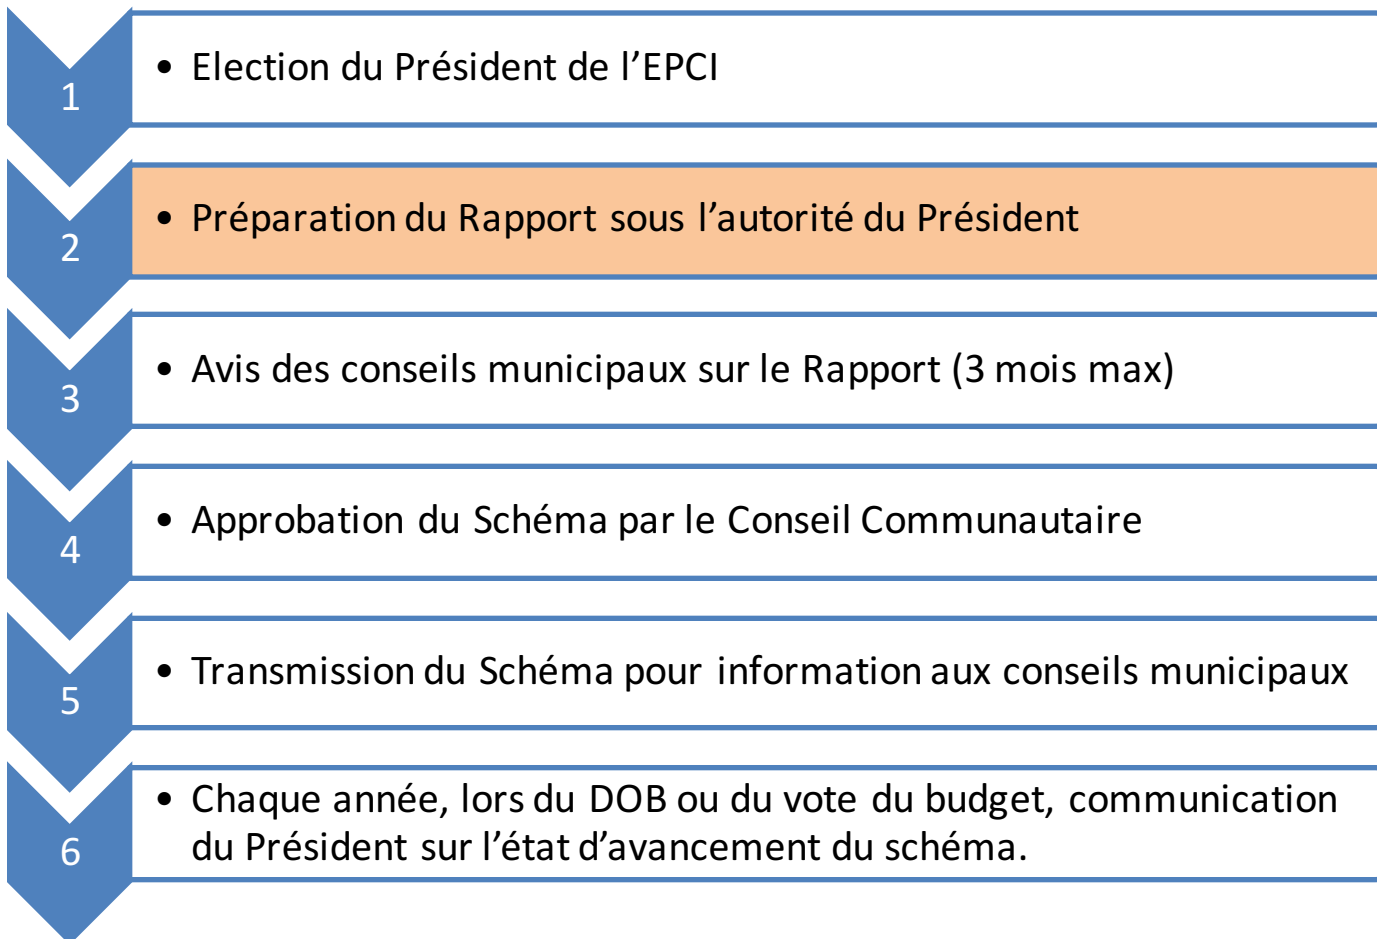 1
• Election du Président de l’EPCI
2
• Préparation du Rapport sous l’autorité du Président
3
• Avis des conseils municipaux sur le Rapport (3 mois max)
4
• Approbation du Schéma par le Conseil Communautaire
5
• Transmission du Schéma pour information aux conseils municipaux
6
• Chaque année, lors du DOB ou du vote du budget, communication
du Président sur l’état d’avancement du schéma.